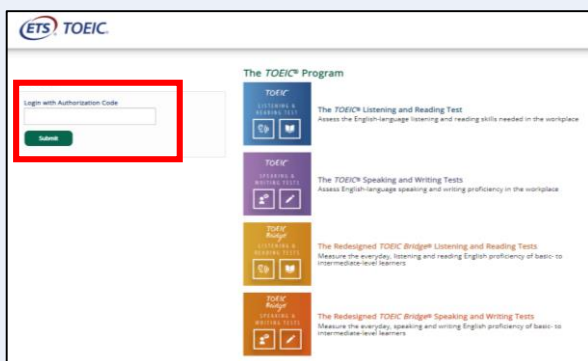 ETS TOEIC®
Login with Authorization Code
Submit
The TOEIC® Program
TOEIC
LISTENING &
READING TEST
The TOEIC® Listening and Reading Test
Assess the English-language listening and reading skills needed in the workplace
TOEIC
SPEAKING &
WRITING TESTS
The TOEIC® Speaking and Writing Tests
Assess English-language speaking and writing proficiency in the workplace
TOEIC
Bridge
LISTENING &
READING TESTS
The Redesigned TOEIC Bridge® Listening and Reading Tests
Measure the everyday, listening and reading English proficiency of basic- to
intermediate-level learners
TOEIC
Bridge
SPEAKING &
WRITING TESTS
The Redesigned TOEIC Bridge® Speaking and Writing Tests
Measure the everyday, speaking and writing English proficiency of basic- to
intermediate-level learners